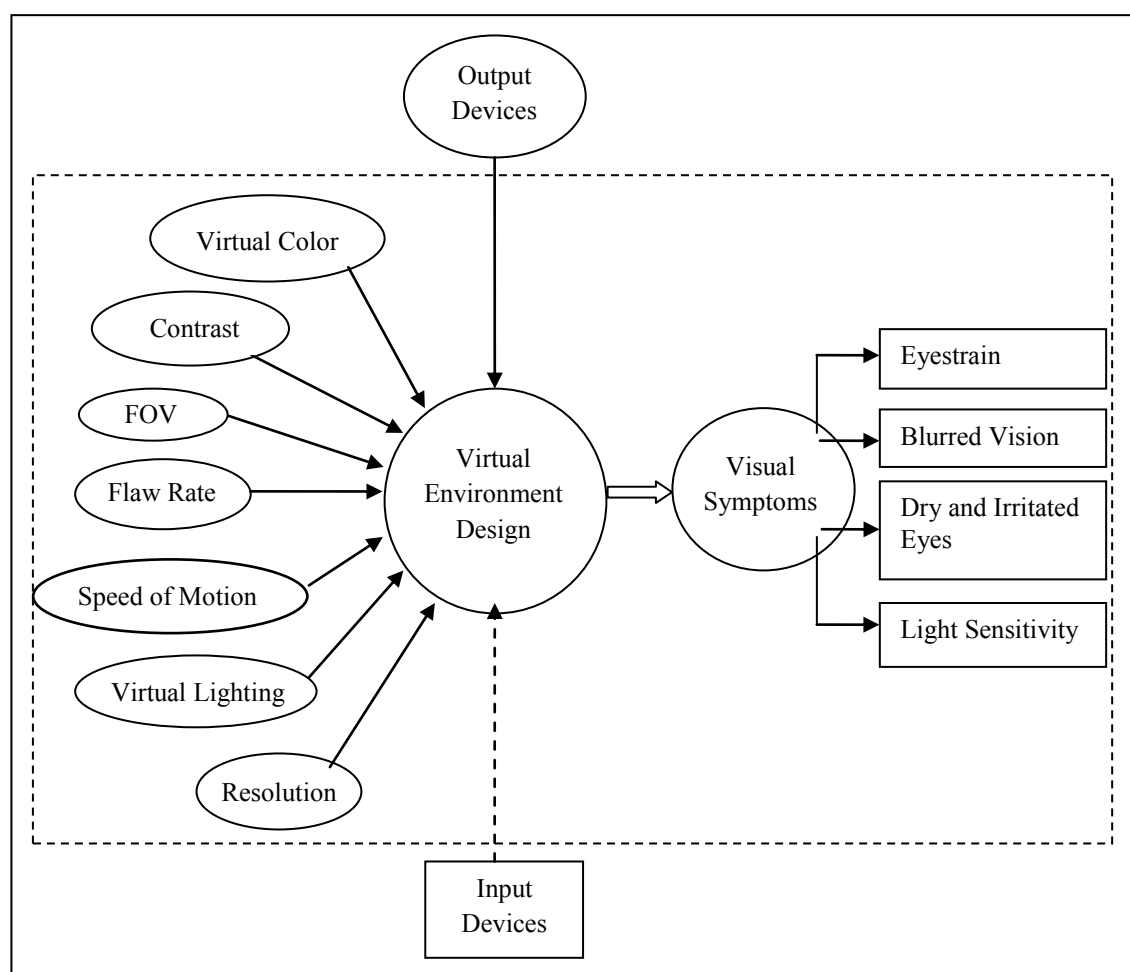 Output
Devices
Virtual Color
Contrast
FOV
Flaw Rate
Speed of Motion
Virtual Lighting
Resolution
Virtual
Environment
Design
Visual
Symptoms
Eyestrain
Blurred Vision
Dry and Irritated
Eyes
Light Sensitivity
Input
Devices